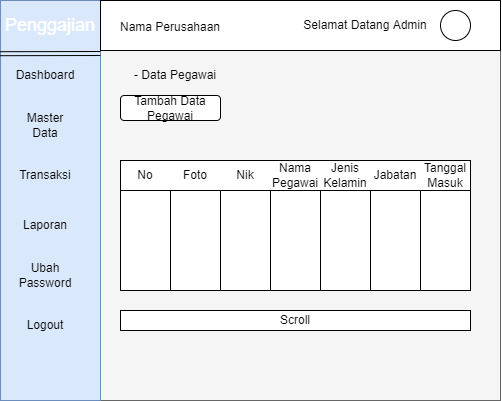 Penggajian
Nama Perusahaan
Selamat Datang Admin
Dashboard
Master
Data
Transaksi
Laporan
Ubah
Password
Logout
- Data Pegawai
Tambah Data
Pegawai
No
Foto
Nik
Nama
Pegawai
Jenis
Kelamin
Jabatan
Tanggal
Masuk
Scroll